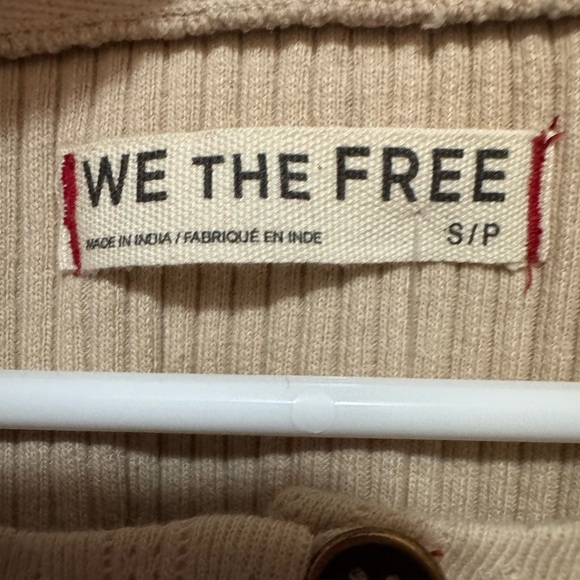 WE THE FREE
MADE IN INDIA / FABRIQUÉ EN INDE
S/P